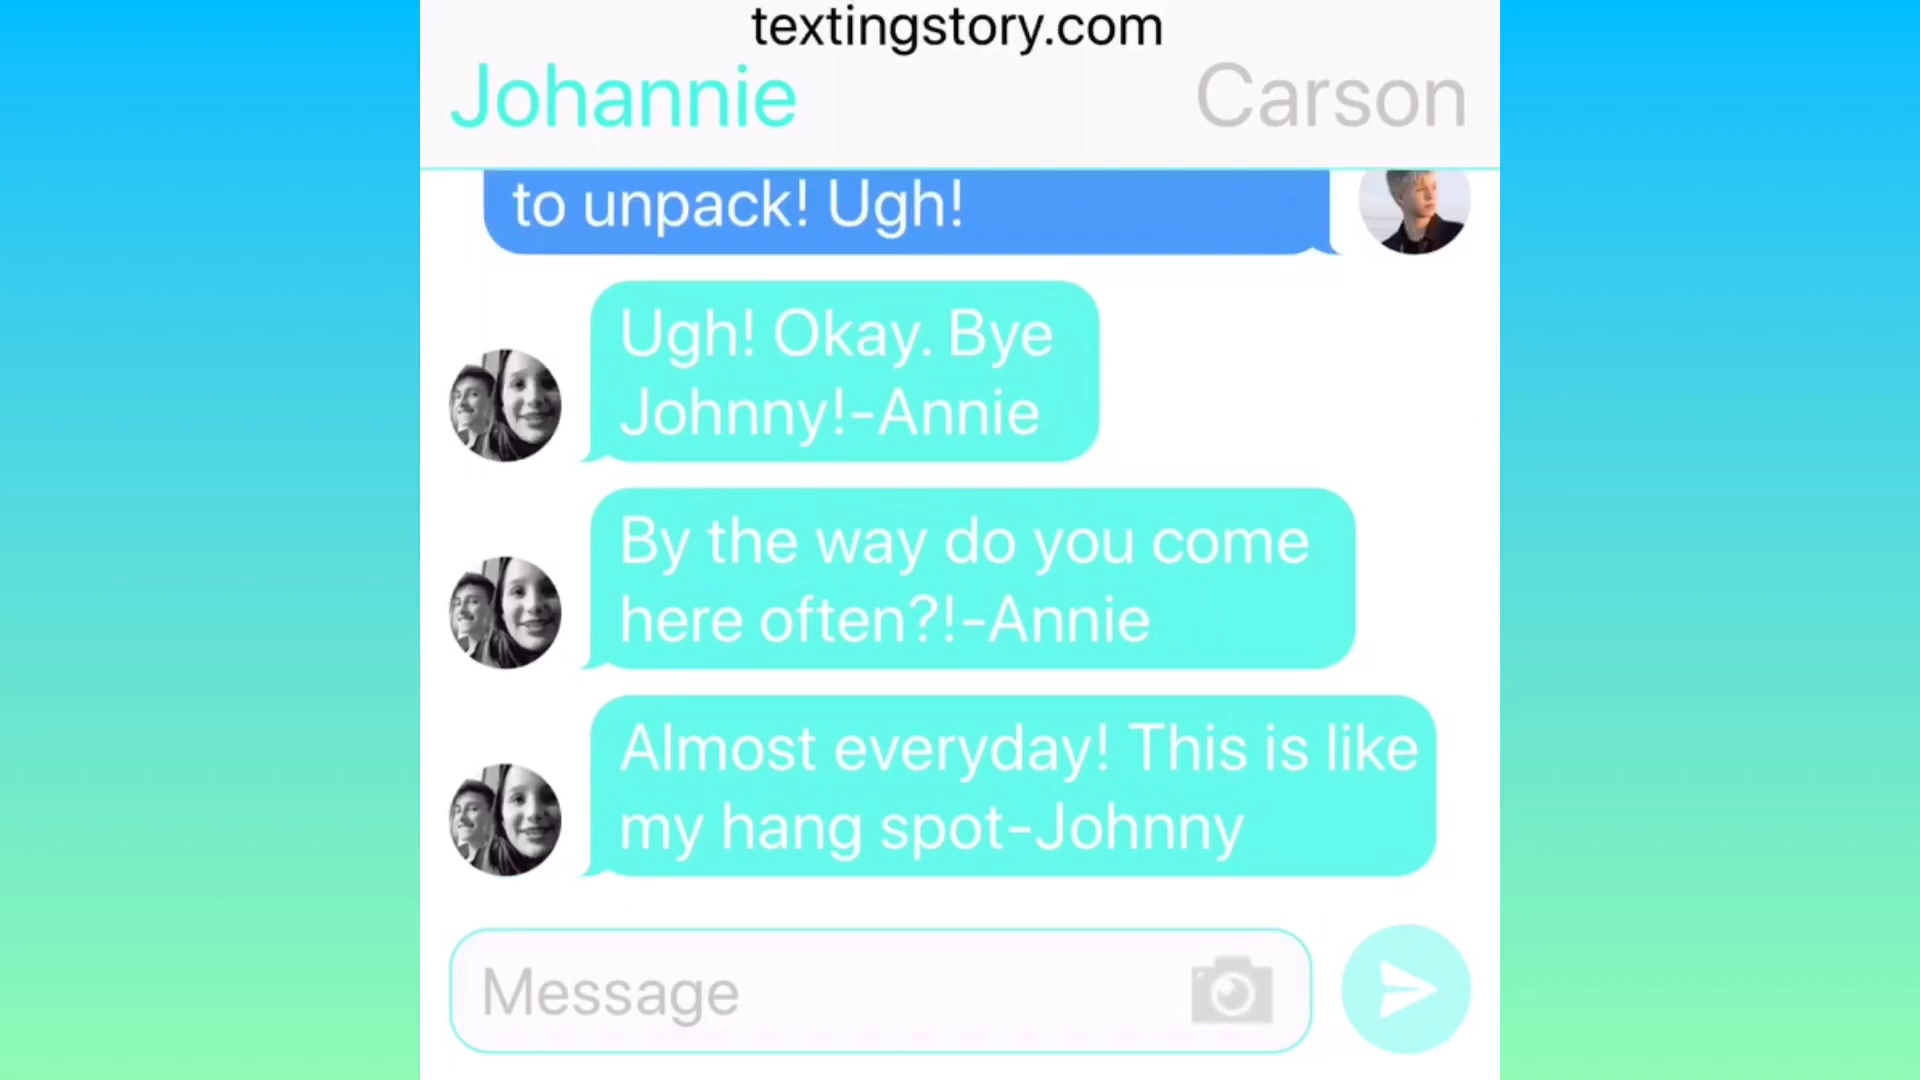 textingstory.com
Johannie Carson
to unpack! Ugh!
Ugh! Okay. Bye
Johnny!-Annie
By the way do you come
here often?!-Annie
Almost everyday! This is like
my hang spot-Johnny
Message